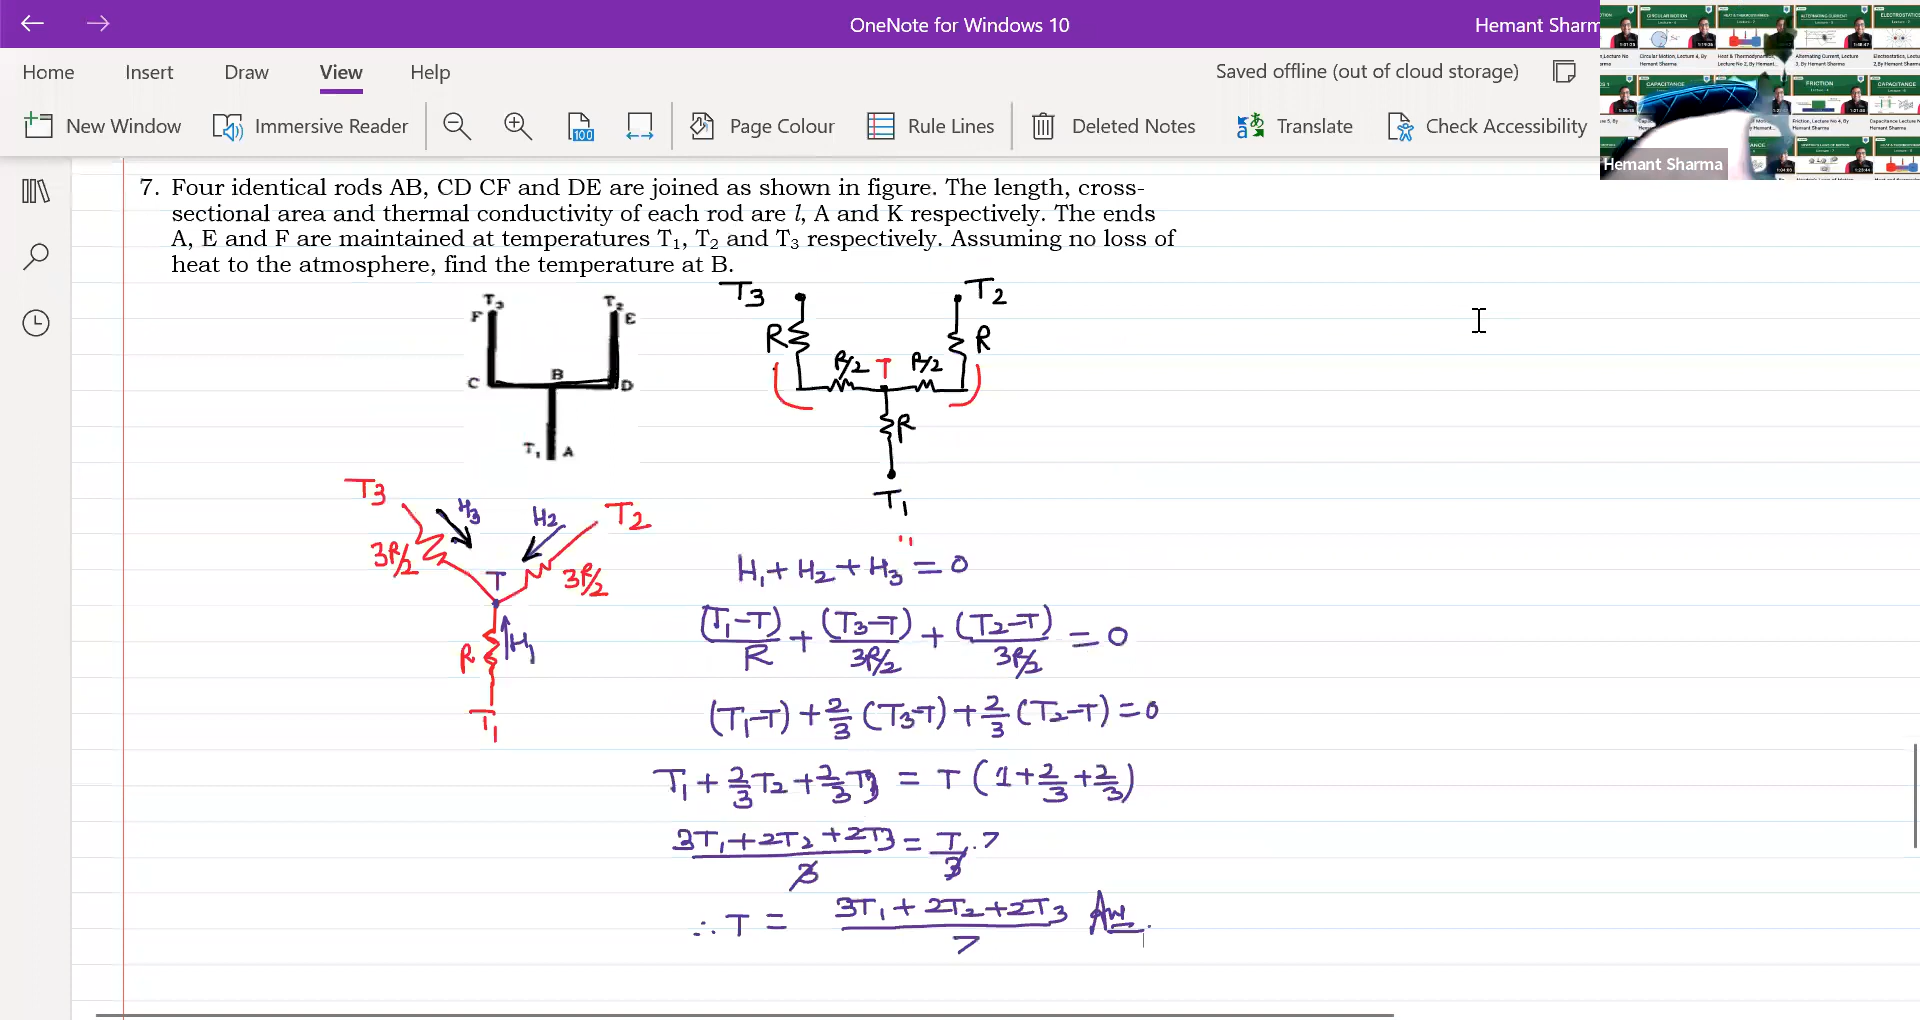 OneNote for Windows 10
Hemant Sharm
Home Insert Draw View Help
Saved offline (out of cloud storage)
New Window Immersive Reader 100 Page Colour Rule Lines Deleted Notes Translate Check Accessibility
Hemant Sharma
7. Four identical rods AB, CD CF and DE are joined as shown in figure. The length, cross-
sectional area and thermal conductivity of each rod are l, A and K respectively. The ends
A, E and F are maintained at temperatures T₁, T₂ and T₃ respectively. Assuming no loss of
heat to the atmosphere, find the temperature at B.
T₃ T₂
F E
C B D
T₁ A
T₃ T₂
R R
R/2 T R/2
R
T₁
T₃ H₃ H₂ T₂
3R/2 T 3R/2
R H₁
T₁
H₁ + H₂ + H₃ = 0
(T₁-T)/R + (T₃-T)/3R/2 + (T₂-T)/3R/2 = 0
(T₁-T) + 2/3 (T₃-T) + 2/3 (T₂-T) = 0
T₁ + 2/3 T₂ + 2/3 T₃ = T (1 + 2/3 + 2/3)
3T₁ + 2T₂ + 2T₃/3 = T/3 . 7
∴ T = 3T₁ + 2T₂ + 2T₃/7 Ans.